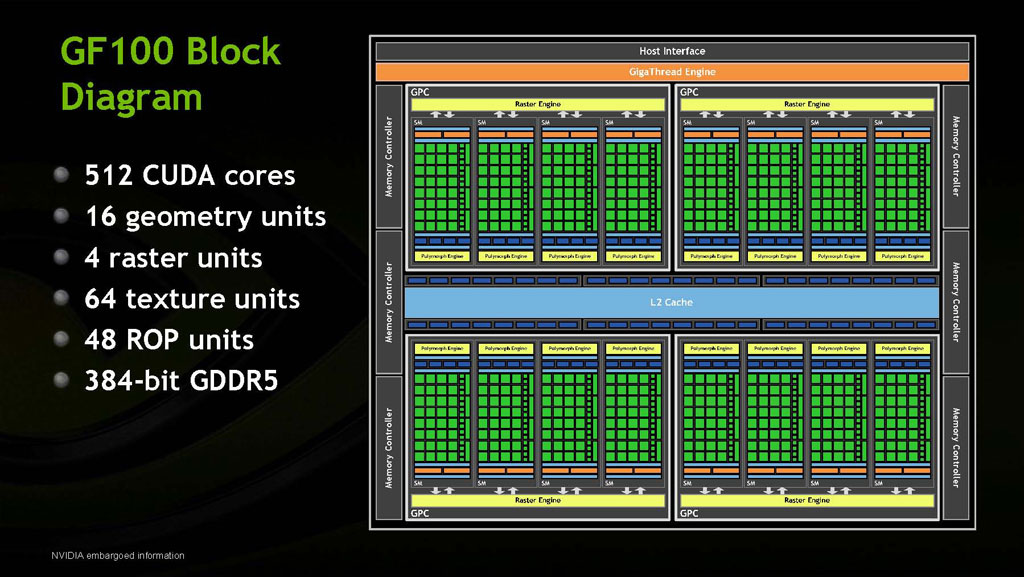 GF100 Block
Diagram
512 CUDA cores
16 geometry units
4 raster units
64 texture units
48 ROP units
384-bit GDDR5
NVIDIA embargoed information
Host Interface
GigaThread Engine
Memory Controller
Memory Controller
Memory Controller
GPC
Raster Engine
SM SM SM SM
Polymorph Engine Polymorph Engine Polymorph Engine Polymorph Engine
GPC
Raster Engine
SM SM SM SM
Polymorph Engine Polymorph Engine Polymorph Engine Polymorph Engine
L2 Cache
Polymorph Engine Polymorph Engine Polymorph Engine Polymorph Engine
SM SM SM SM
Raster Engine
GPC
Polymorph Engine Polymorph Engine Polymorph Engine Polymorph Engine
SM SM SM SM
Raster Engine
GPC
Memory Controller
Memory Controller
Memory Controller